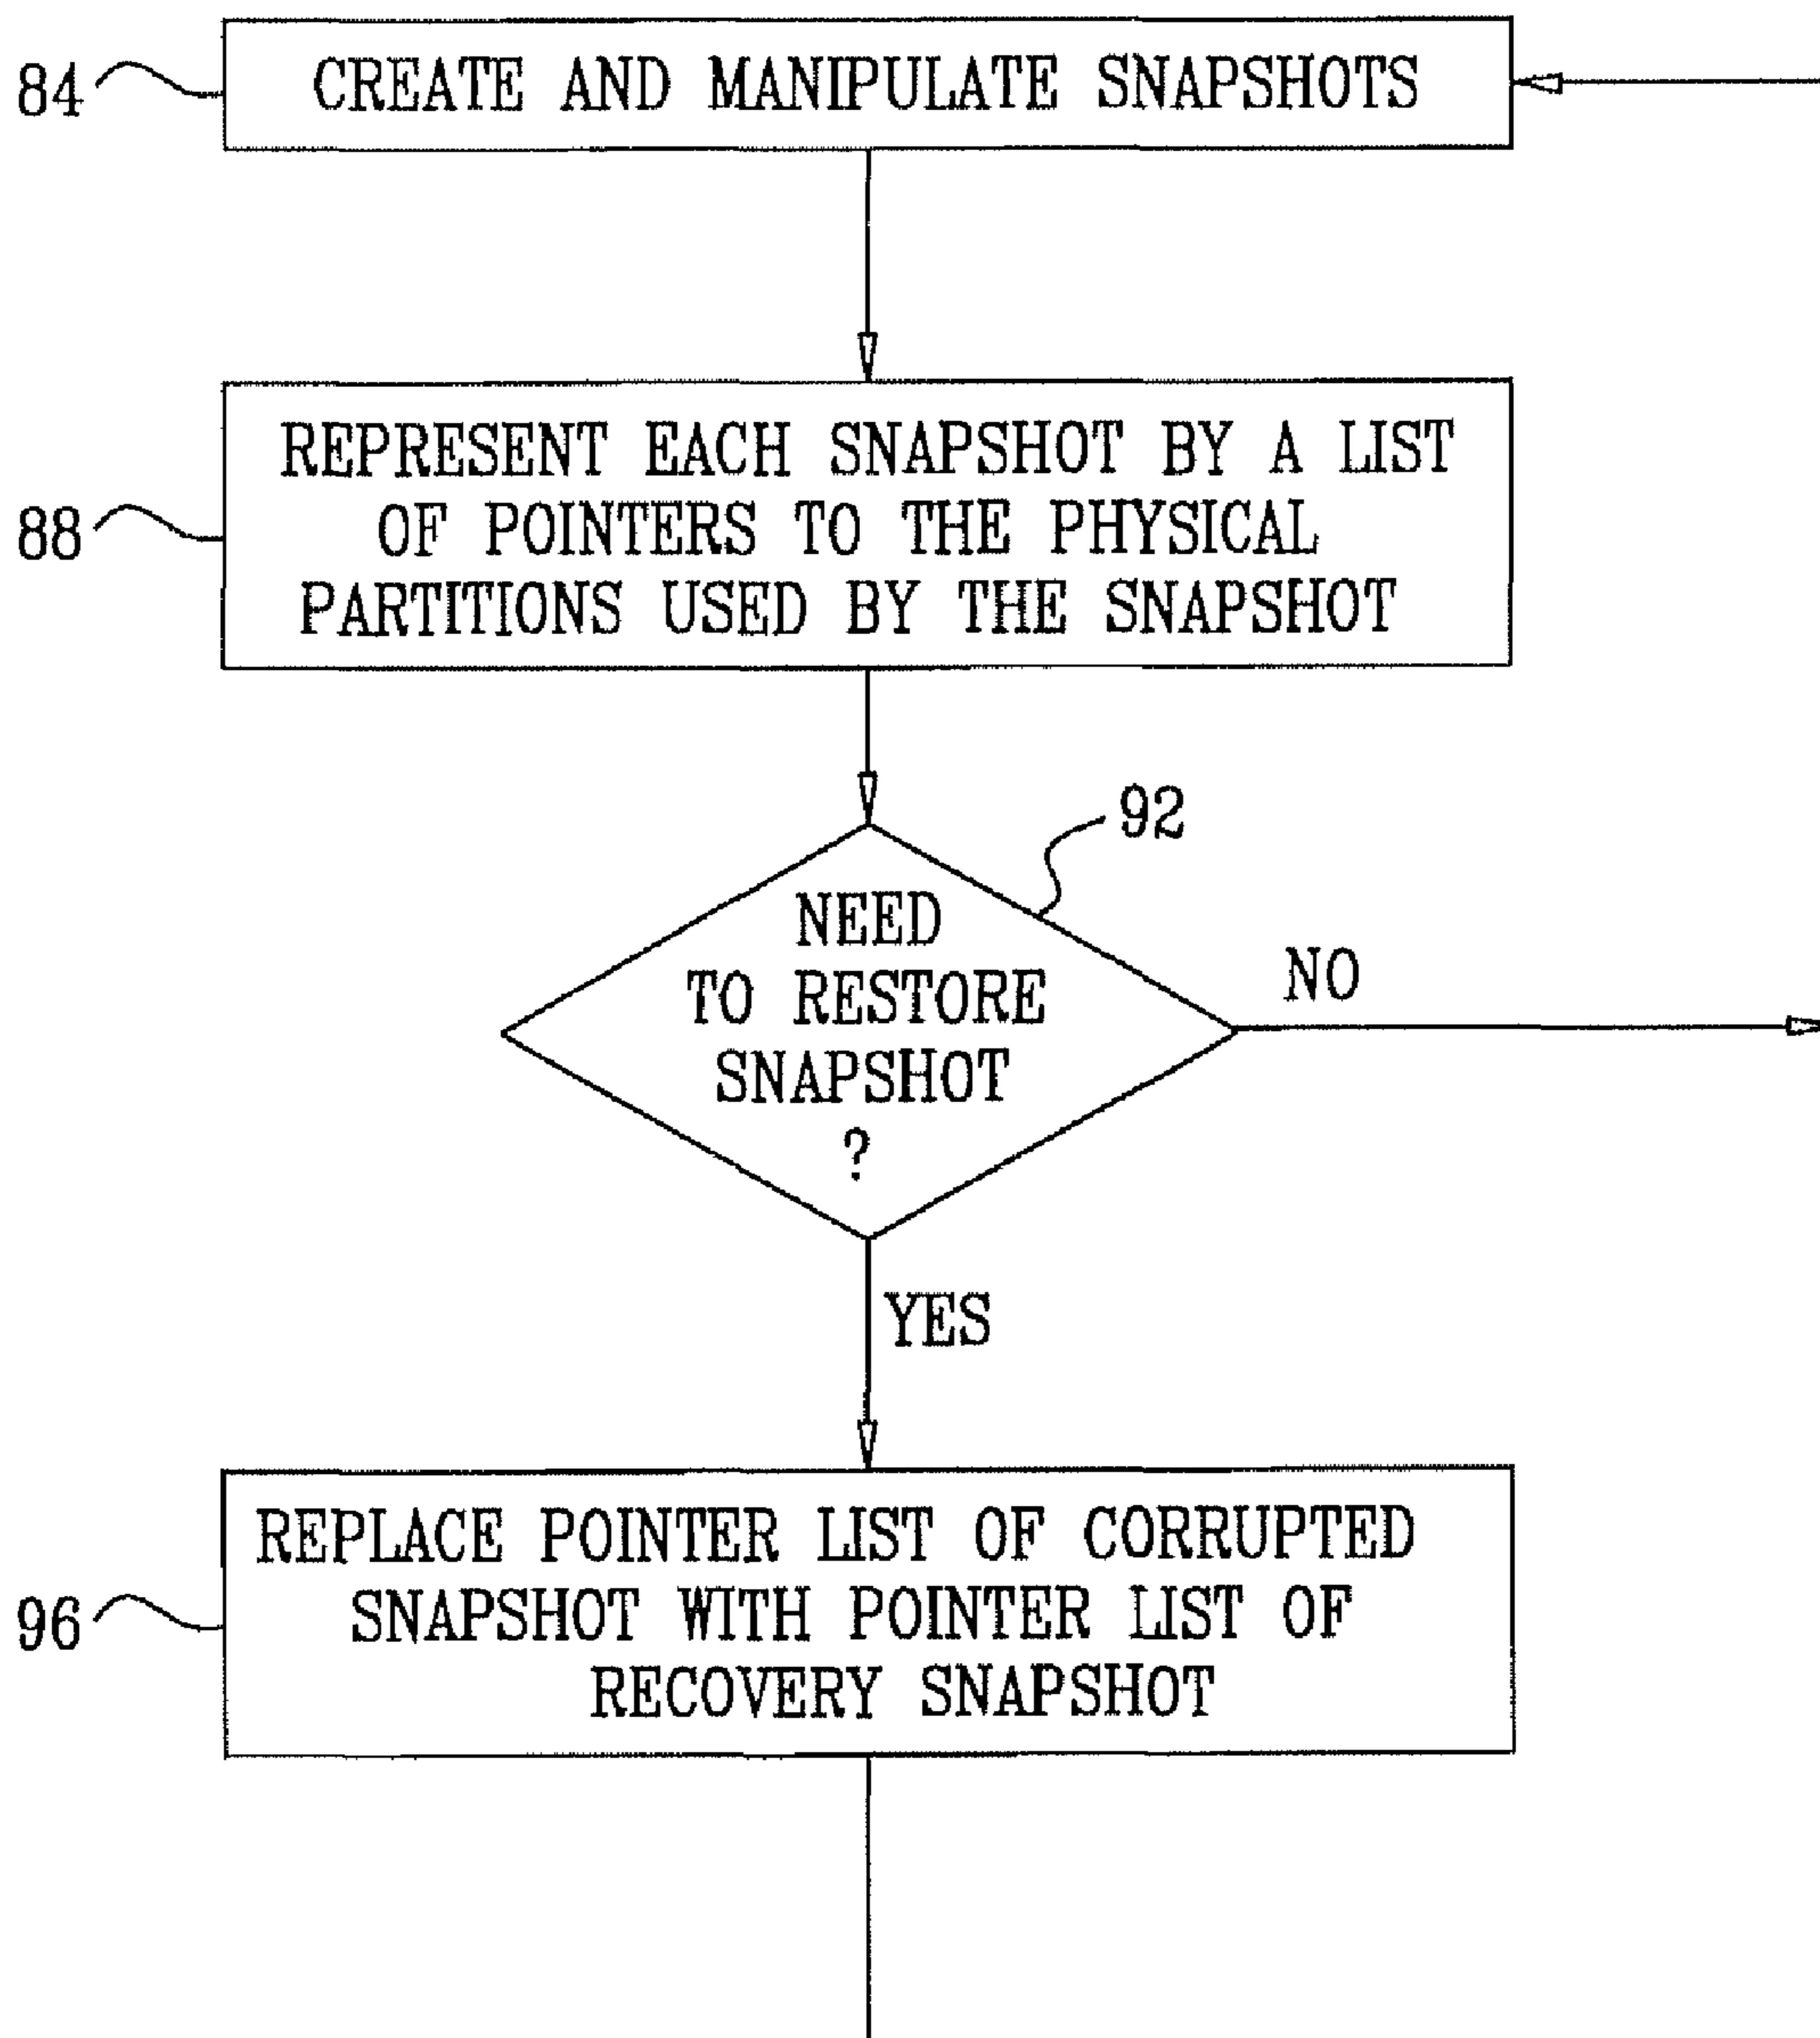 84
CREATE AND MANIPULATE SNAPSHOTS
88
REPRESENT EACH SNAPSHOT BY A LIST
OF POINTERS TO THE PHYSICAL
PARTITIONS USED BY THE SNAPSHOT
92
NEED
TO RESTORE
SNAPSHOT
?
NO
YES
96
REPLACE POINTER LIST OF CORRUPTED
SNAPSHOT WITH POINTER LIST OF
RECOVERY SNAPSHOT